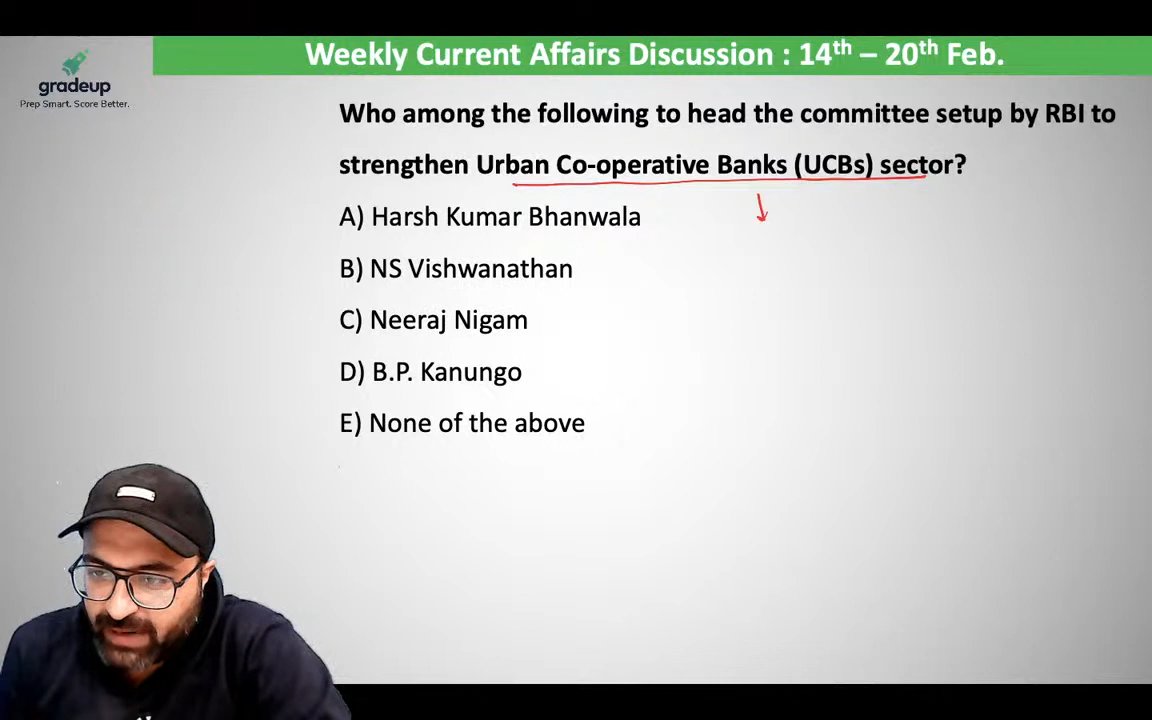 Weekly Current Affairs Discussion : 14th – 20th Feb.
gradeup
Prep Smart. Score Better.
Who among the following to head the committee setup by RBI to
strengthen Urban Co-operative Banks (UCBs) sector?
A) Harsh Kumar Bhanwala
B) NS Vishwanathan
C) Neeraj Nigam
D) B.P. Kanungo
E) None of the above